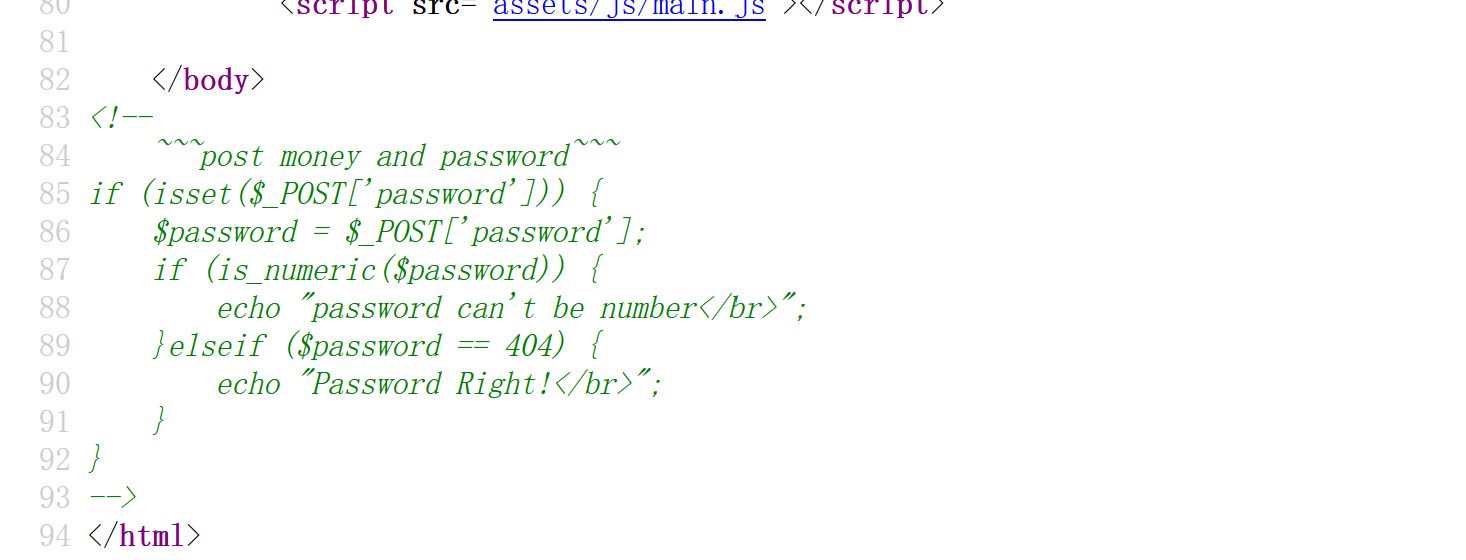 80 <script src="assets/js/main.js"></script>
81
82 </body>
83 <!--
84 ~~~post money and password~~~
85 if (isset($_POST['password'])) {
86 $password = $_POST['password'];
87 if (is_numeric($password)) {
88 echo "password can't be number</br>";
89 }elseif ($password == 404) {
90 echo "Password Right!</br>";
91 }
92 }
93 -->
94 </html>